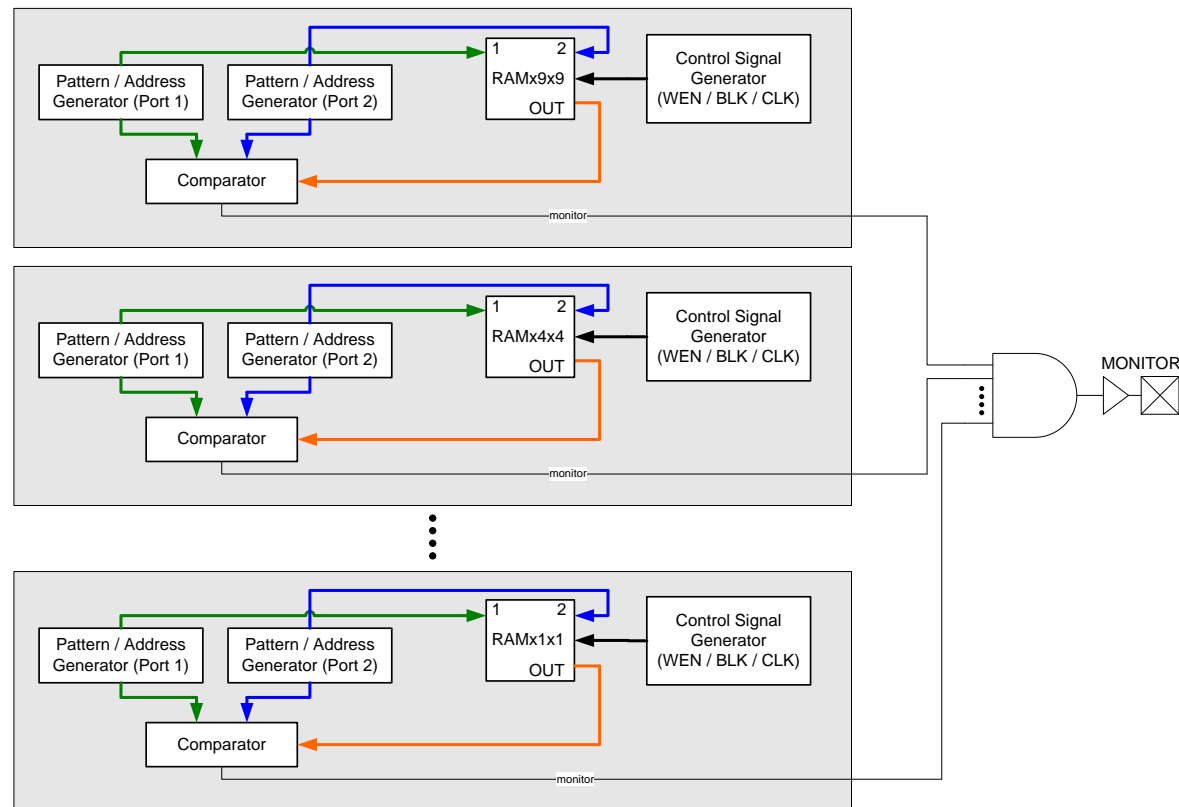 1 2
Control Signal
Pattern / Address
Generator (Port 1)
Pattern / Address
Generator (Port 2)
RAMx9x9
Generator
(WEN / BLK / CLK)
OUT
Comparator
monitor
1 2
Control Signal
Pattern / Address
Generator (Port 1)
Pattern / Address
Generator (Port 2)
RAMx4x4
Generator
(WEN / BLK / CLK)
OUT
Comparator
monitor
MONITOR
1 2
Control Signal
Pattern / Address
Generator (Port 1)
Pattern / Address
Generator (Port 2)
RAMx1x1
Generator
(WEN / BLK / CLK)
OUT
Comparator
monitor